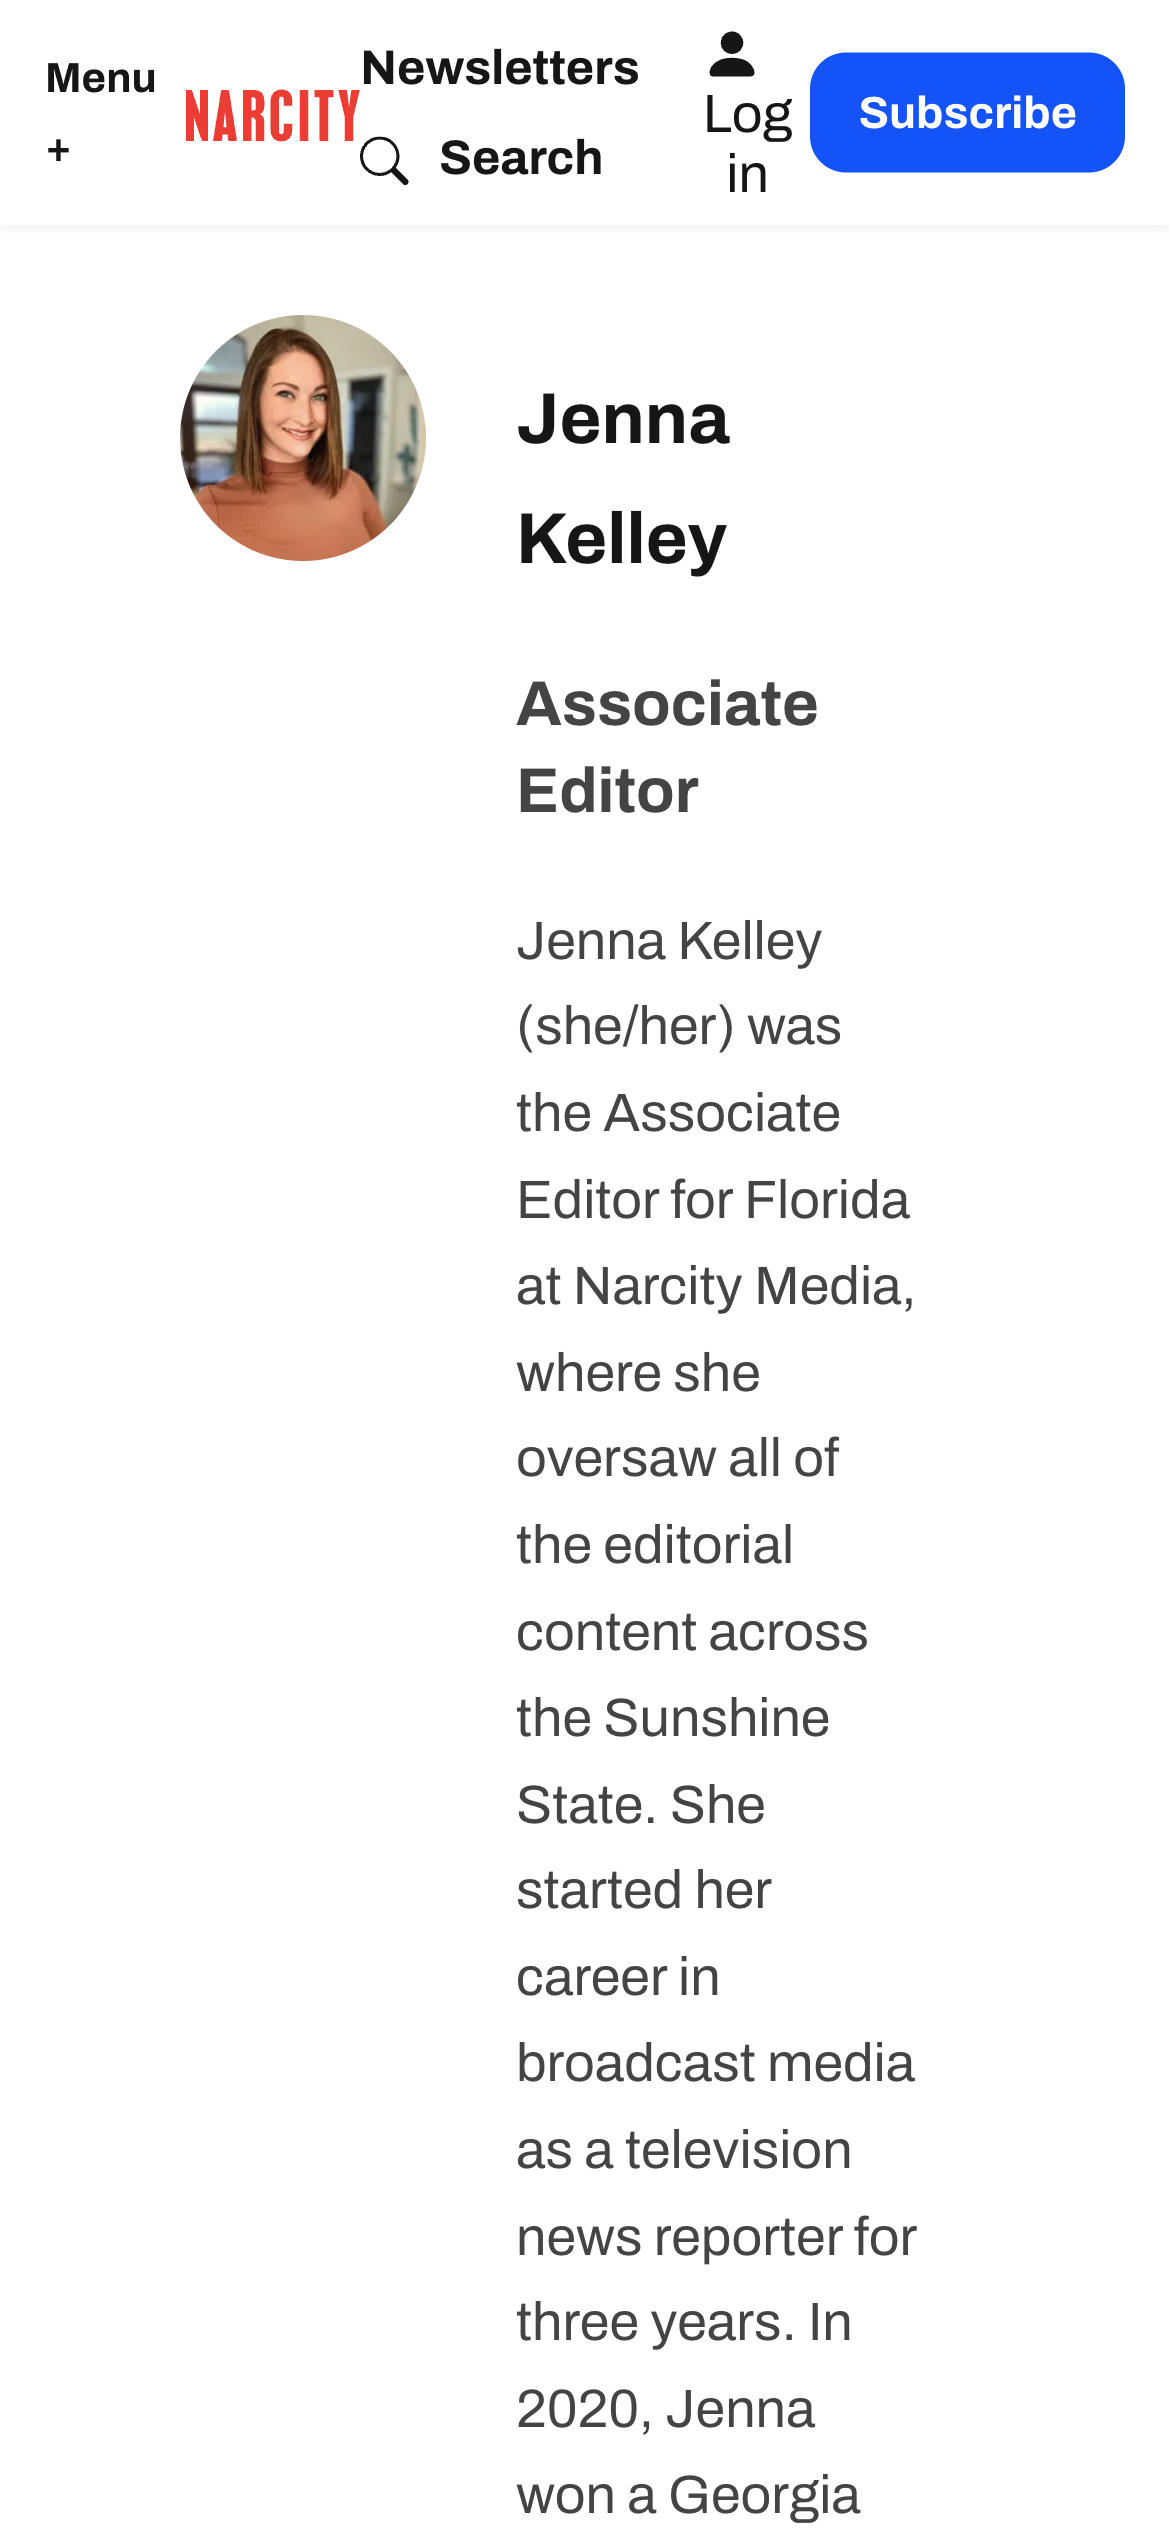 Menu
+
NARCITY
Newsletters
Search
Log
in
Subscribe
Jenna
Kelley
Associate
Editor
Jenna Kelley
(she/her) was
the Associate
Editor for Florida
at Narcity Media,
where she
oversaw all of
the editorial
content across
the Sunshine
State. She
started her
career in
broadcast media
as a television
news reporter for
three years. In
2020, Jenna
won a Georgia